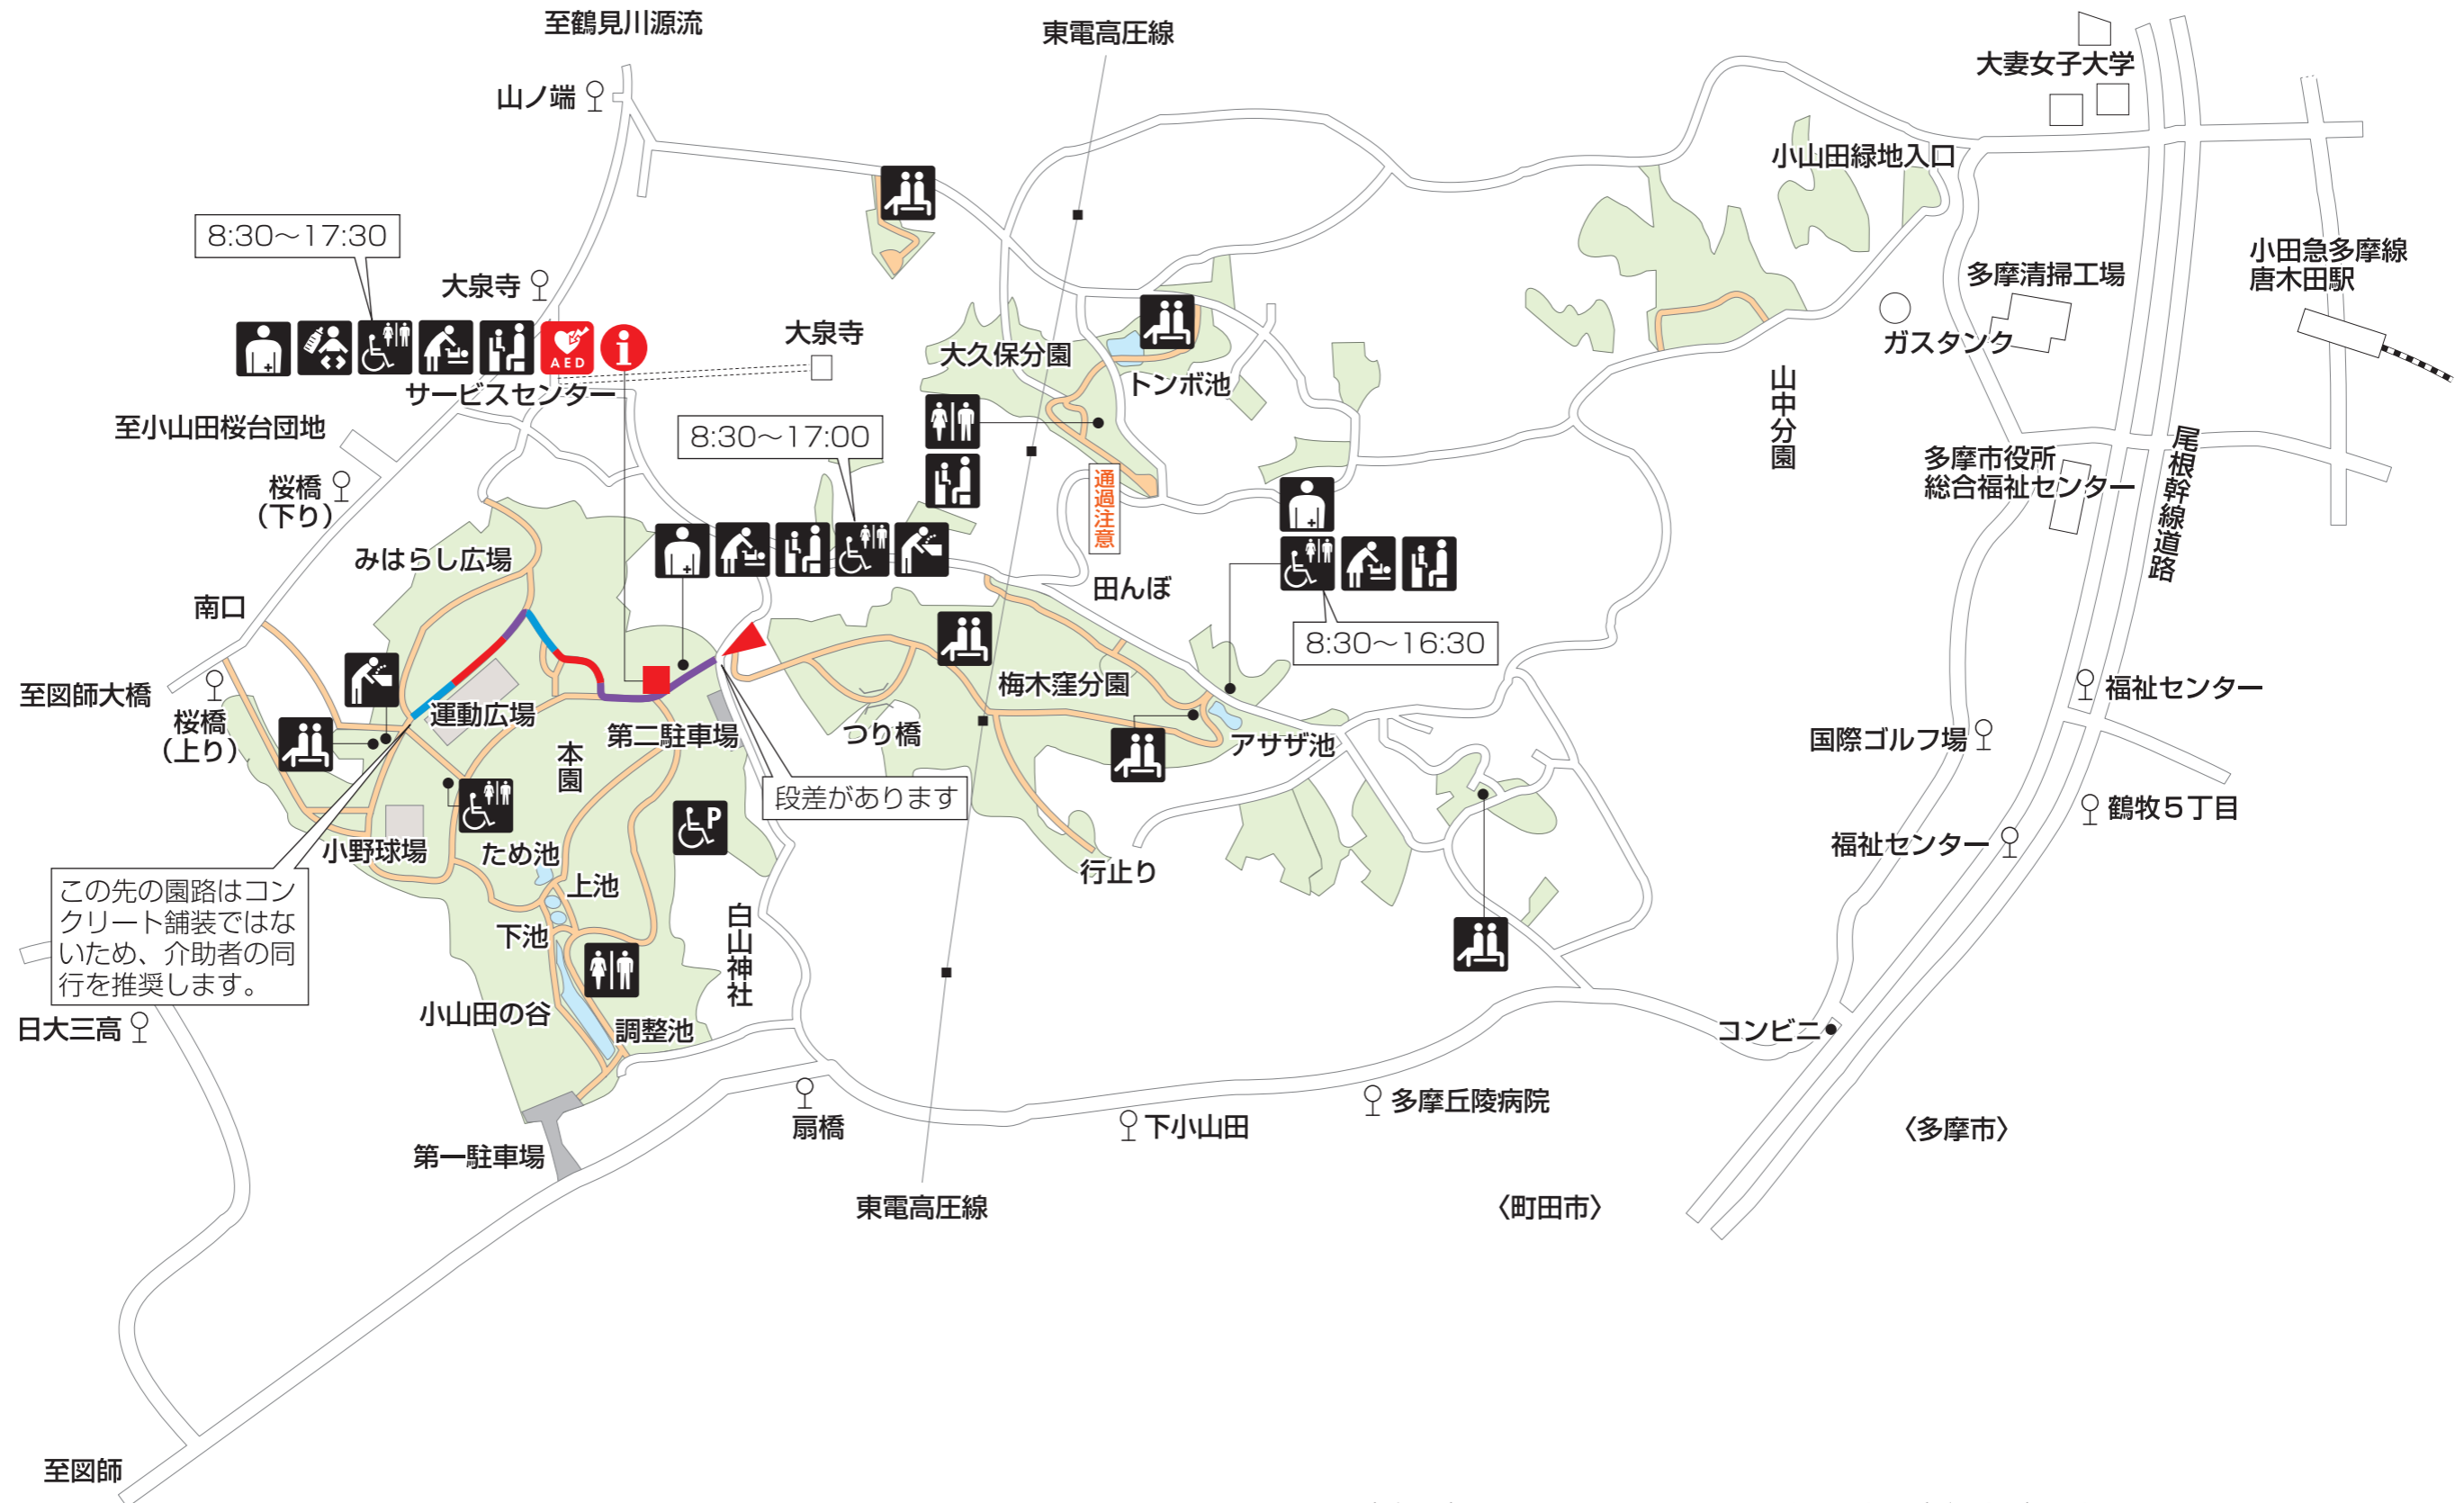 至鶴見川源流
東電高圧線
山ノ端
大妻女子大学
小山田緑地入口
8:30〜17:30
大泉寺
小田急多摩線
唐木田駅
多摩清掃工場
ガスタンク
AED
i
サービスセンター
大泉寺
大久保分園
トンボ池
山中分園
至小山田桜台団地
8:30〜17:00
通過注意
尾根幹線道路
多摩市役所
総合福祉センター
桜橋
(下り)
みはらし広場
田んぼ
南口
8:30〜16:30
至図師大橋
桜橋
(上り)
運動広場
本園
第二駐車場
つり橋
梅木窪分園
アサザ池
福祉センター
国際ゴルフ場
段差があります
P
鶴牧5丁目
小野球場
ため池
福祉センター
行止り
この先の園路はコン
クリート舗装ではな
いため、介助者の同
行を推奨します。
上池
下池
白山神社
小山田の谷
調整池
日大三高
コンビニ
扇橋
下小山田
多摩丘陵病院
〈多摩市〉
第一駐車場
東電高圧線
〈町田市〉
至図師